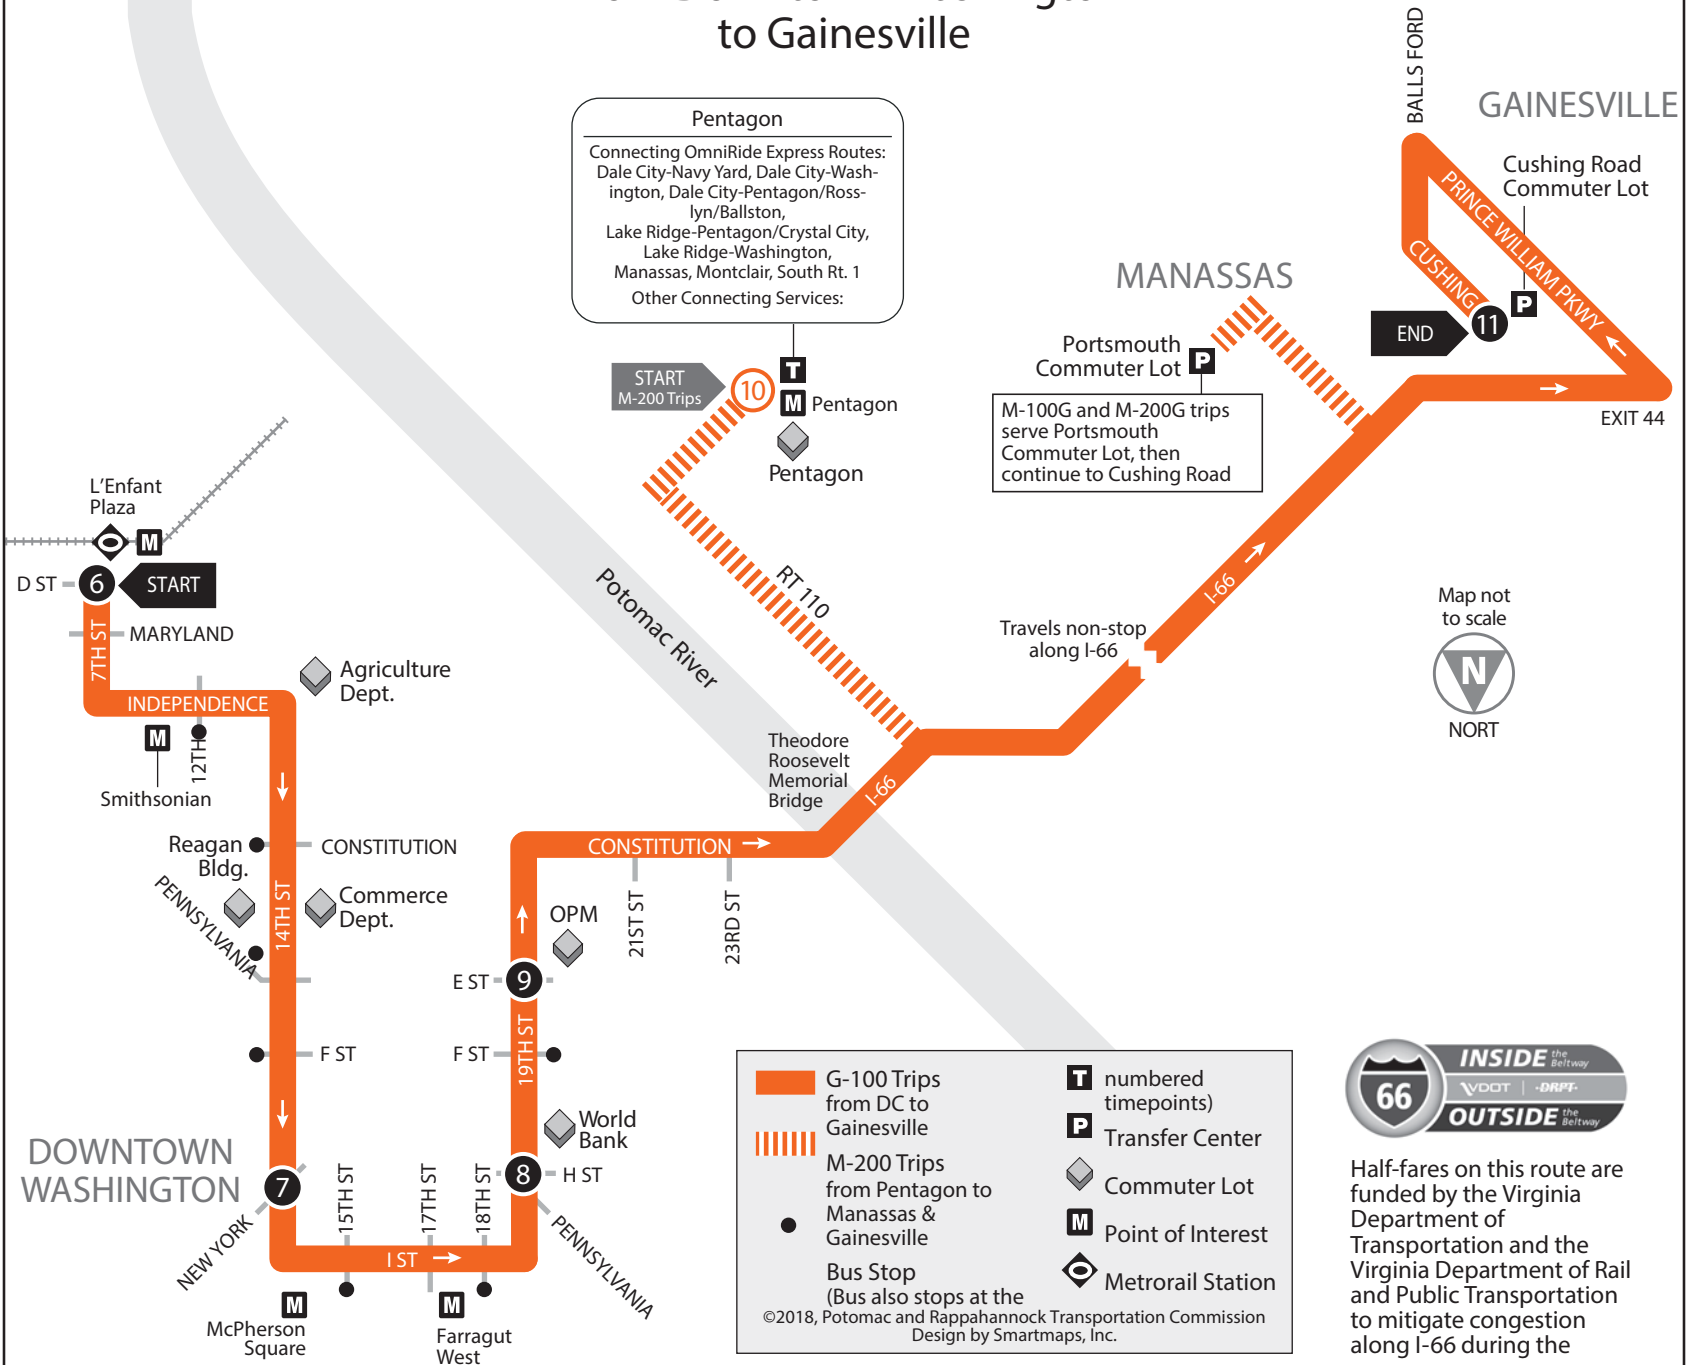 to Gainesville
BALLS FORD
GAINESVILLE
Cushing Road
Commuter Lot
PRINCE WILLIAM PKWY
CUSHING
P
11
END
EXIT 44
Pentagon
Connecting OmniRide Express Routes:
Dale City-Navy Yard, Dale City-Wash-
ington, Dale City-Pentagon/Ross-
lyn/Ballston,
Lake Ridge-Pentagon/Crystal City,
Lake Ridge-Washington,
Manassas, Montclair, South Rt. 1
Other Connecting Services:
START
M-200 Trips
10
T
M Pentagon
Pentagon
MANASSAS
Portsmouth
Commuter Lot
P
M-100G and M-200G trips
serve Portsmouth
Commuter Lot, then
continue to Cushing Road
L'Enfant
Plaza
M
D ST
6
START
7TH ST
MARYLAND
INDEPENDENCE
Agriculture
Dept.
M
12TH
Smithsonian
Reagan
Bldg.
CONSTITUTION
PENNSYLVANIA
14TH ST
Commerce
Dept.
F ST
DOWNTOWN
WASHINGTON
7
NEW YORK
15TH ST
17TH ST
18TH ST
I ST
M
McPherson
Square
M
Farragut
West
8
H ST
PENNSYLVANIA
World
Bank
19TH ST
F ST
E ST
9
OPM
CONSTITUTION
21ST ST
23RD ST
Theodore
Roosevelt
Memorial
Bridge
I-66
Potomac River
RT 110
Travels non-stop
along I-66
I-66
Map not
to scale
N
NORT
G-100 Trips
from DC to
Gainesville
M-200 Trips
from Pentagon to
Manassas &
Gainesville
Bus Stop
(Bus also stops at the
T
numbered
timepoints)
P
Transfer Center
Commuter Lot
M
Point of Interest
Metrorail Station
©2018, Potomac and Rappahannock Transportation Commission
Design by Smartmaps, Inc.
66
INSIDE the Beltway
VDOT | DRPT
OUTSIDE the Beltway
Half-fares on this route are
funded by the Virginia
Department of
Transportation and the
Virginia Department of Rail
and Public Transportation
to mitigate congestion
along I-66 during the